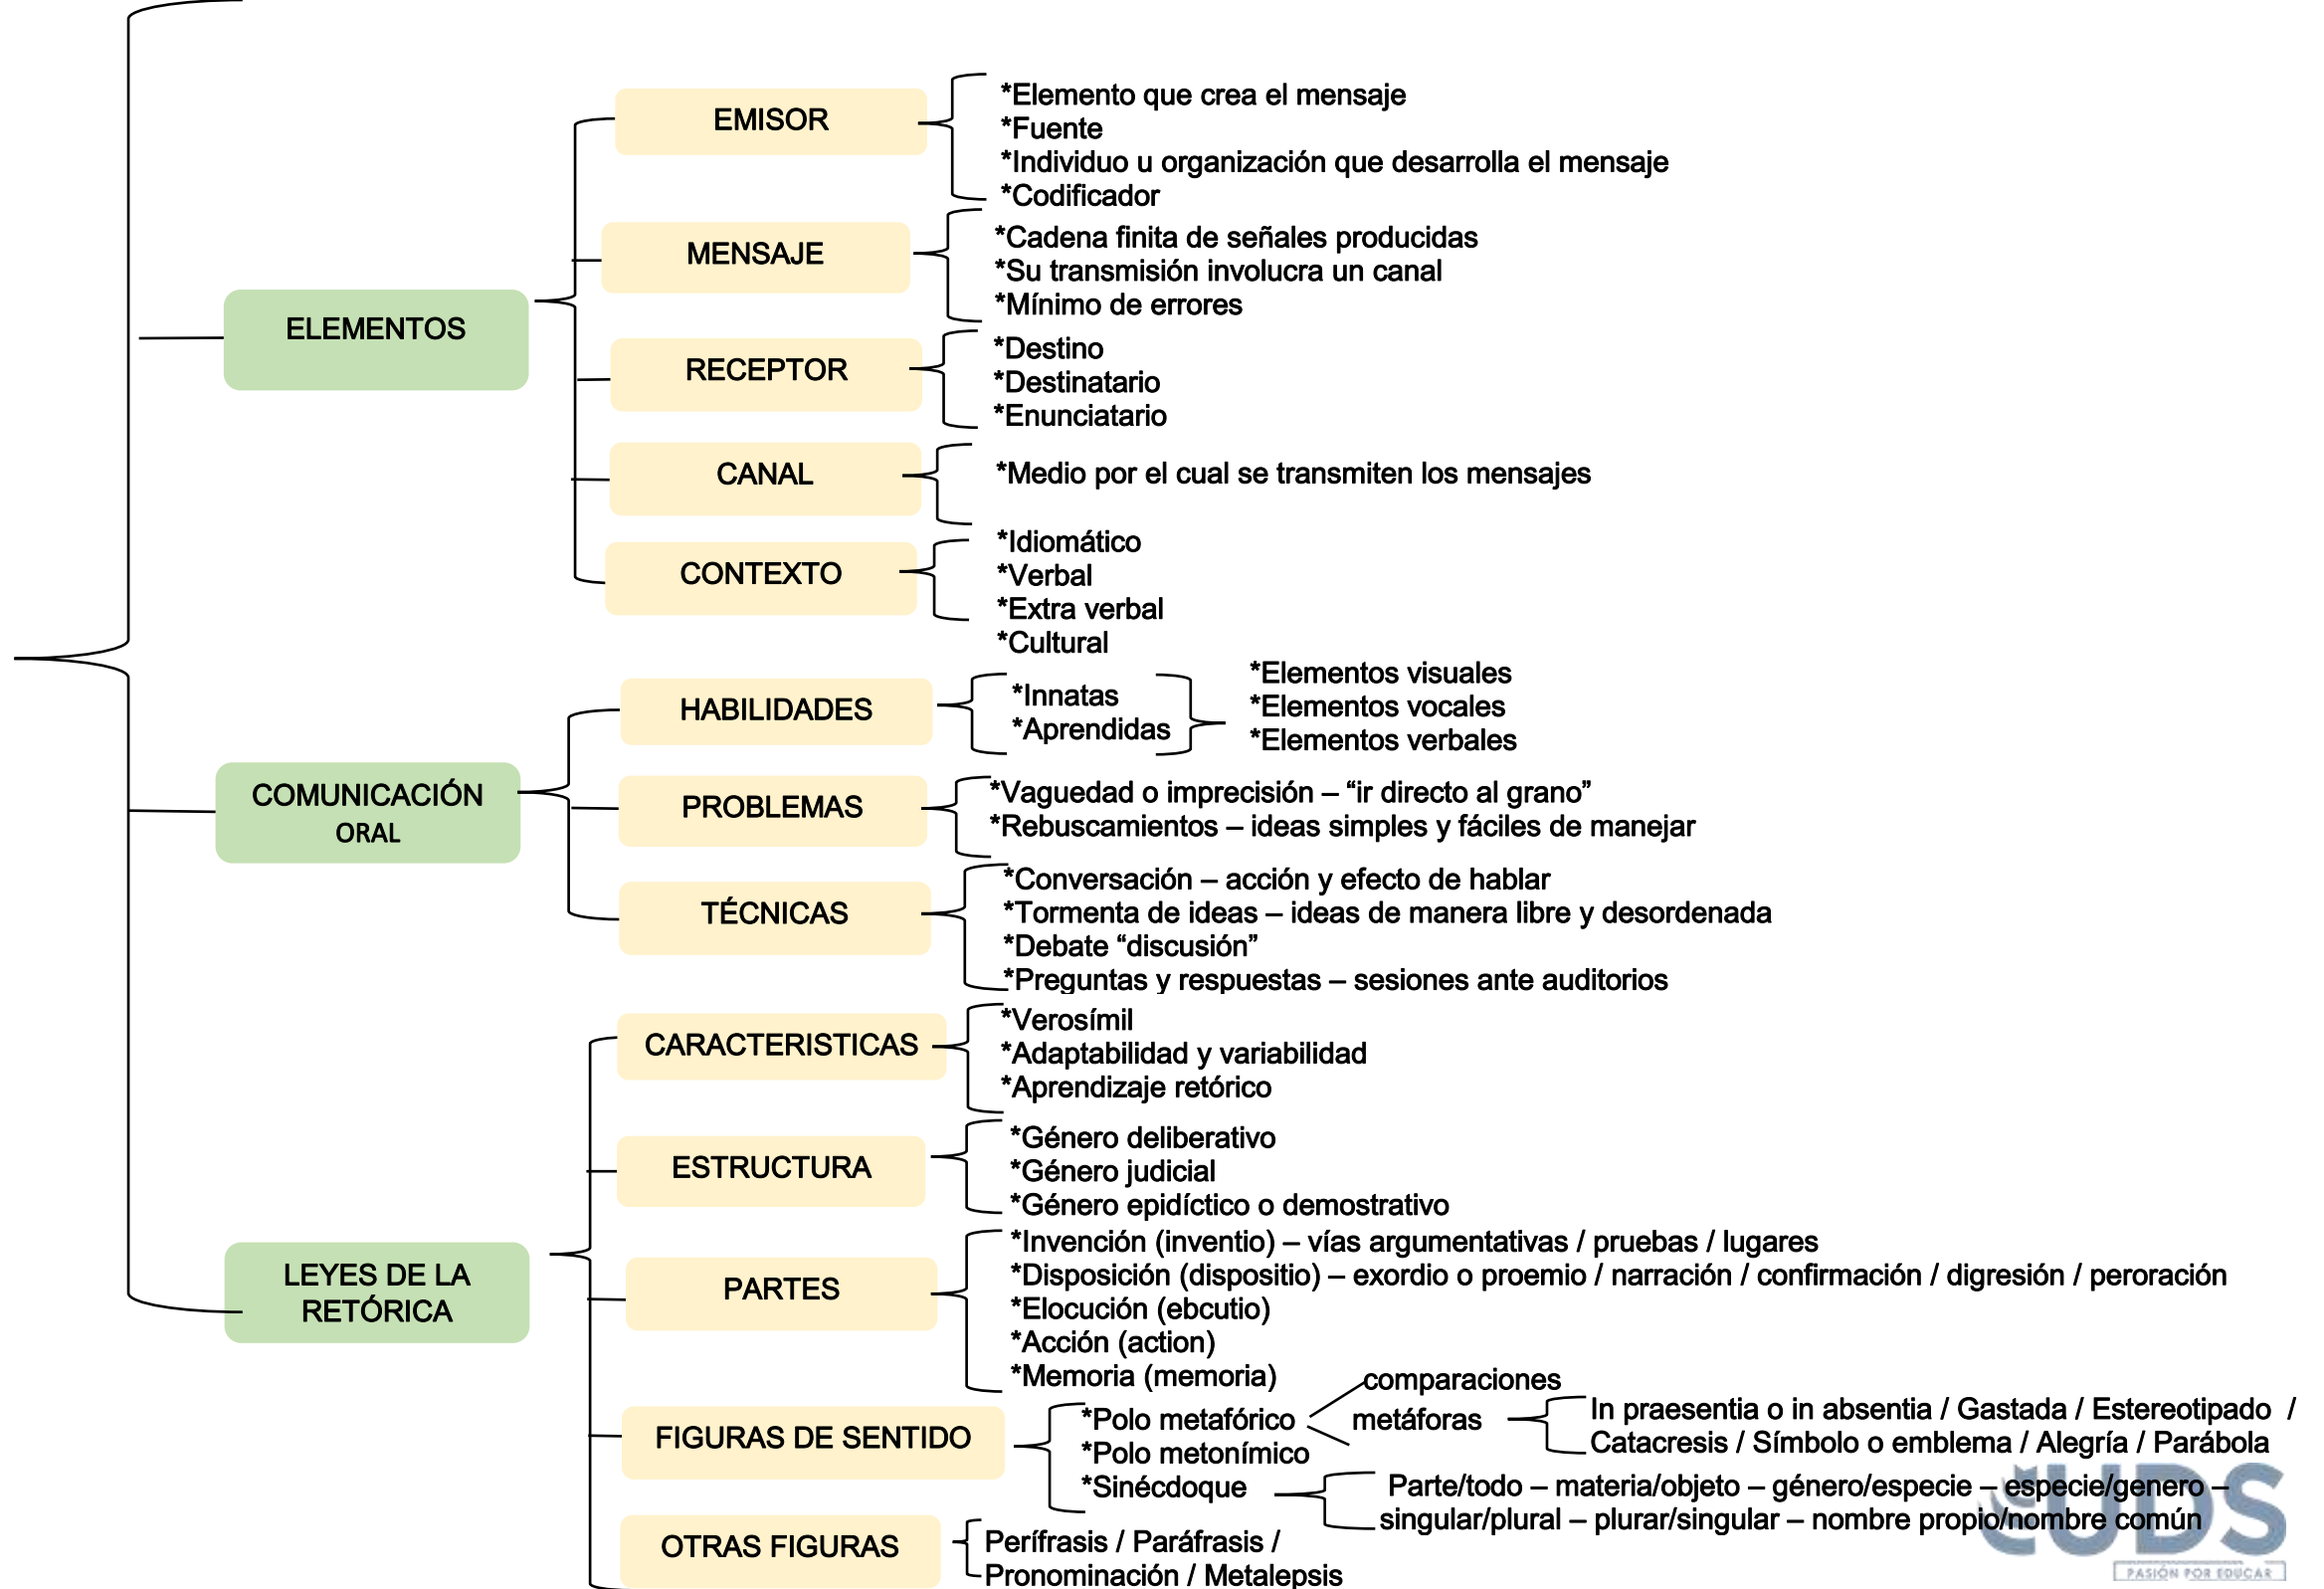 ELEMENTOS
EMISOR
*Elemento que crea el mensaje
*Fuente
*Individuo u organización que desarrolla el mensaje
*Codificador
MENSAJE
*Cadena finita de señales producidas
*Su transmisión involucra un canal
*Mínimo de errores
RECEPTOR
*Destino
*Destinatario
*Enunciatario
CANAL
*Medio por el cual se transmiten los mensajes
CONTEXTO
*Idiomático
*Verbal
*Extra verbal
*Cultural
COMUNICACIÓN
ORAL
HABILIDADES
*Innatas
*Aprendidas
*Elementos visuales
*Elementos vocales
*Elementos verbales
PROBLEMAS
*Vaguedad o imprecisión – “ir directo al grano”
*Rebuscamientos – ideas simples y fáciles de manejar
TÉCNICAS
*Conversación – acción y efecto de hablar
*Tormenta de ideas – ideas de manera libre y desordenada
*Debate “discusión”
*Preguntas y respuestas – sesiones ante auditorios
LEYES DE LA
RETÓRICA
CARACTERISTICAS
*Verosímil
*Adaptabilidad y variabilidad
*Aprendizaje retórico
ESTRUCTURA
*Género deliberativo
*Género judicial
*Género epidíctico o demostrativo
PARTES
*Invención (inventio) – vías argumentativas / pruebas / lugares
*Disposición (dispositio) – exordio o proemio / narración / confirmación / digresión / peroración
*Elocución (ebcutio)
*Acción (action)
*Memoria (memoria)
FIGURAS DE SENTIDO
*Polo metafórico
*Polo metonímico
*Sinécdoque
comparaciones
metáforas
In praesentia o in absentia / Gastada / Estereotipado /
Catacresis / Símbolo o emblema / Alegría / Parábola
Parte/todo – materia/objeto – género/especie – especie/genero –
singular/plural – plurar/singular – nombre propio/nombre común
OTRAS FIGURAS
Perífrasis / Paráfrasis /
Pronominación / Metalepsis
UDS
PASIÓN POR EDUCAR